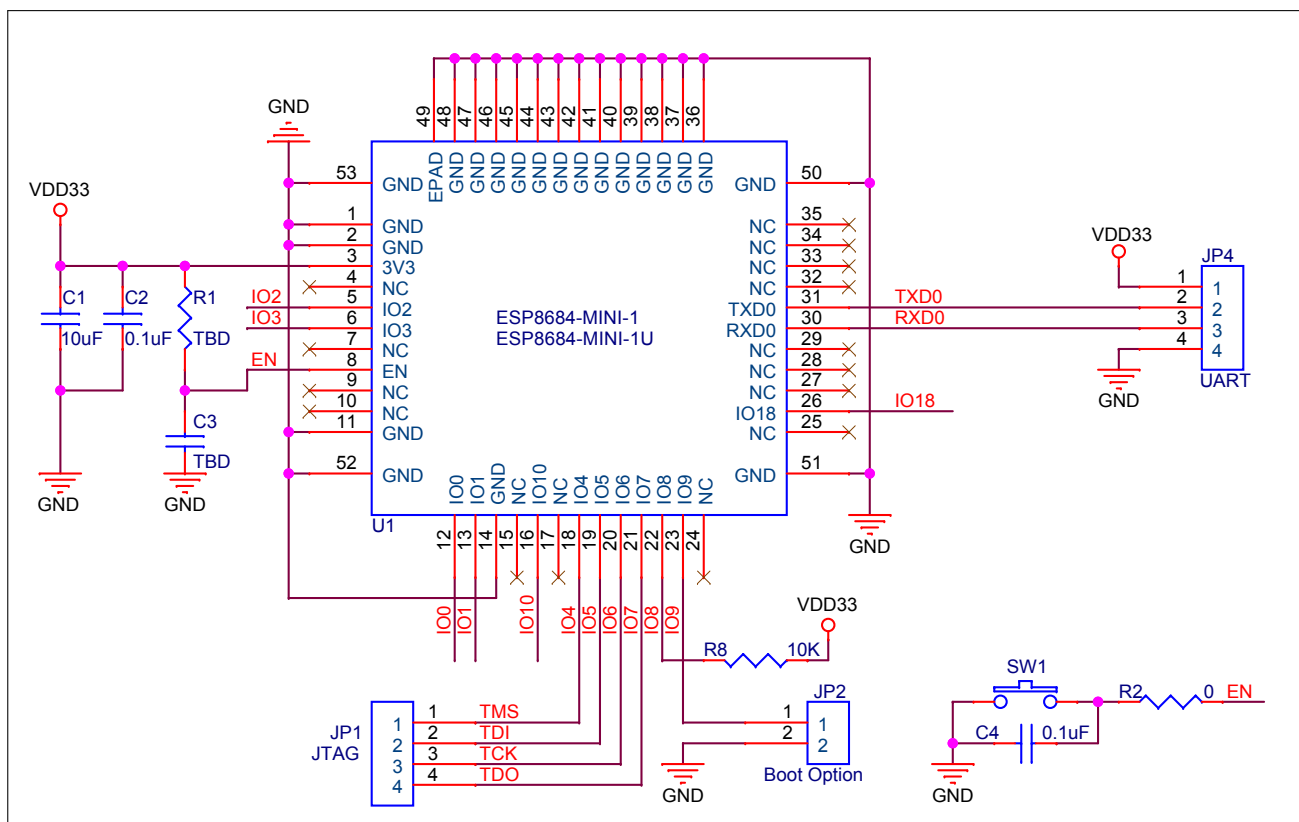 GND
VDD33
C1
10uF
C2
0.1uF
R1
TBD
C3
TBD
GND
GND
IO2
IO3
EN
49
48
47
46
45
44
43
42
41
40
39
38
37
36
EPAD
GND
GND
GND
GND
GND
GND
GND
GND
GND
GND
GND
GND
GND
53 GND
1 GND
2 GND
3 3V3
4 NC
5 IO2
6 IO3
7 NC
8 EN
9 NC
10 NC
11 GND
52 GND
ESP8684-MINI-1
ESP8684-MINI-1U
GND 50
NC 35
NC 34
NC 33
NC 32
TXD0 31
RXD0 30
NC 29
NC 28
NC 27
IO18 26
NC 25
GND 51
U1
IO0
IO1
GND
NC
IO10
NC
IO4
IO5
IO6
IO7
IO8
IO9
NC
12
13
14
15
16
17
18
19
20
21
22
23
24
IO0
IO1
IO10
IO4
IO5
IO6
IO7
IO8
IO9
TXD0
RXD0
IO18
GND
VDD33
JP4
1 1
2 2
3 3
4 4
UART
GND
VDD33
R8 10K
JP1
JTAG
1 1 TMS
2 2 TDI
3 3 TCK
4 4 TDO
JP2
1 1
2 2
Boot Option
GND
SW1
R2 0 EN
C4 0.1uF
GND